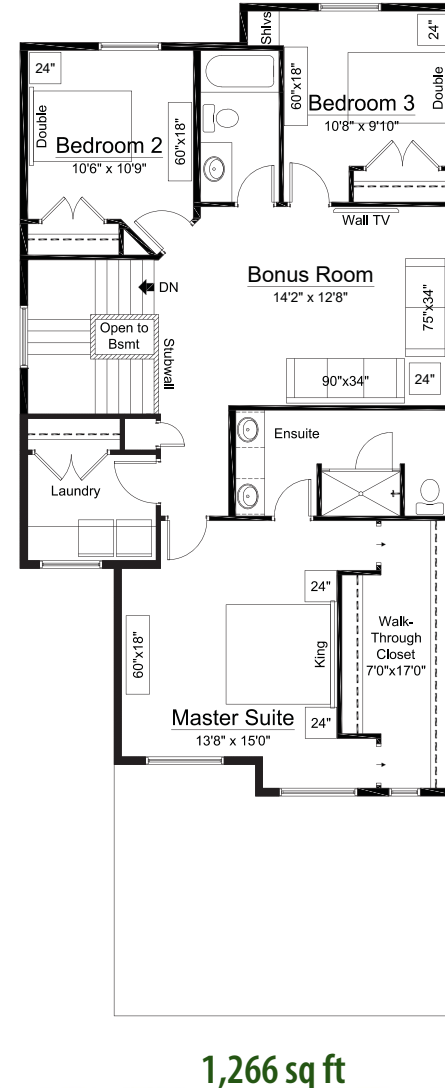 Shlvs
24"
24"
Double
60"x18"
Double
Bedroom 3
10'8" x 9'10"
60"x18"
Bedroom 2
10'6" x 10'9"
Wall TV
DN
Bonus Room
14'2" x 12'8"
75"x34"
Open to
Bsmt
Stubwall
90"x34"
24"
Ensuite
Laundry
24"
60"x18"
King
Walk-
Through
Closet
7'0"x17'0"
Master Suite
13'8" x 15'0"
24"
1,266 sq ft